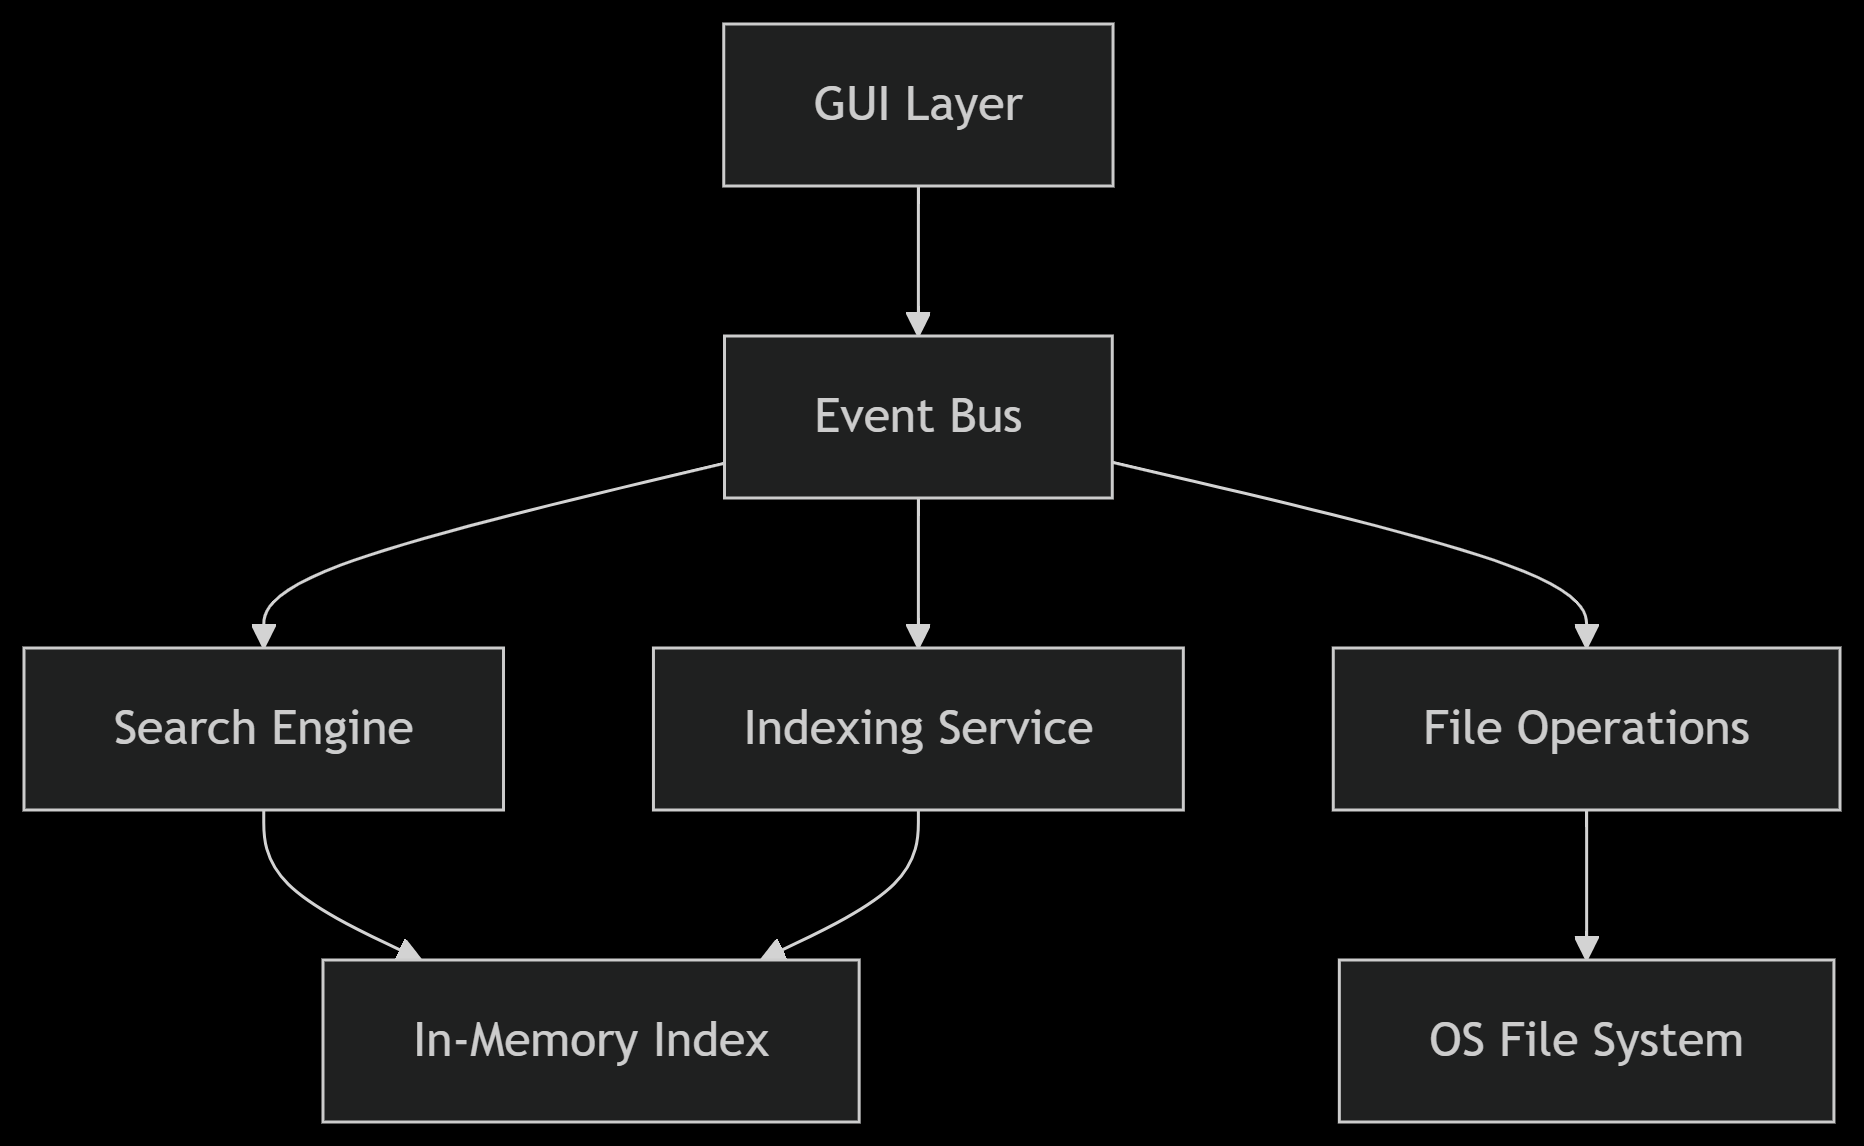 GUI Layer
Event Bus
Search Engine
Indexing Service
File Operations
In-Memory Index
OS File System